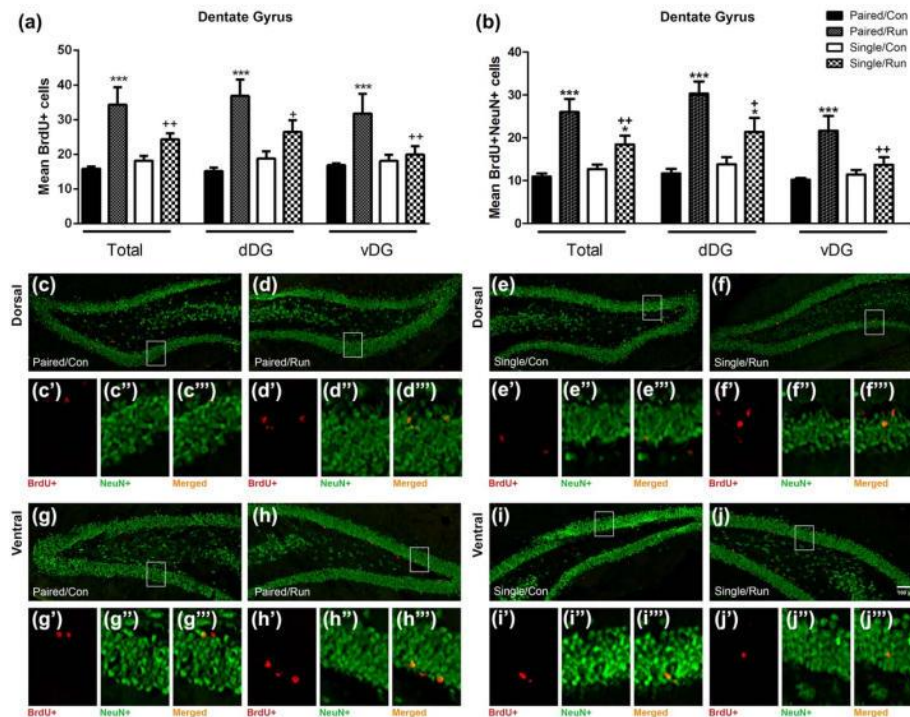 (a)
Dentate Gyrus
Mean BrdU+ cells
50
40
30
20
10
0
***
++
***
+
***
++
Total
dDG
vDG
(b)
Dentate Gyrus
Mean BrdU+NeuN+ cells
40
30
20
10
0
***
++
*
***
+
*
***
++
Total
dDG
vDG
Paired/Con
Paired/Run
Single/Con
Single/Run
Dorsal
(c)
Paired/Con
(d)
Paired/Run
(c')
BrdU+
(c'')
NeuN+
(c''')
Merged
(d')
BrdU+
(d'')
NeuN+
(d''')
Merged
Dorsal
(e)
Single/Con
(f)
Single/Run
(e')
BrdU+
(e'')
NeuN+
(e''')
Merged
(f')
BrdU+
(f'')
NeuN+
(f''')
Merged
Ventral
(g)
Paired/Con
(h)
Paired/Run
(g')
BrdU+
(g'')
NeuN+
(g''')
Merged
(h')
BrdU+
(h'')
NeuN+
(h''')
Merged
Ventral
(i)
Single/Con
(j)
Single/Run
(i')
BrdU+
(i'')
NeuN+
(i''')
Merged
(j')
BrdU+
(j'')
NeuN+
(j''')
Merged